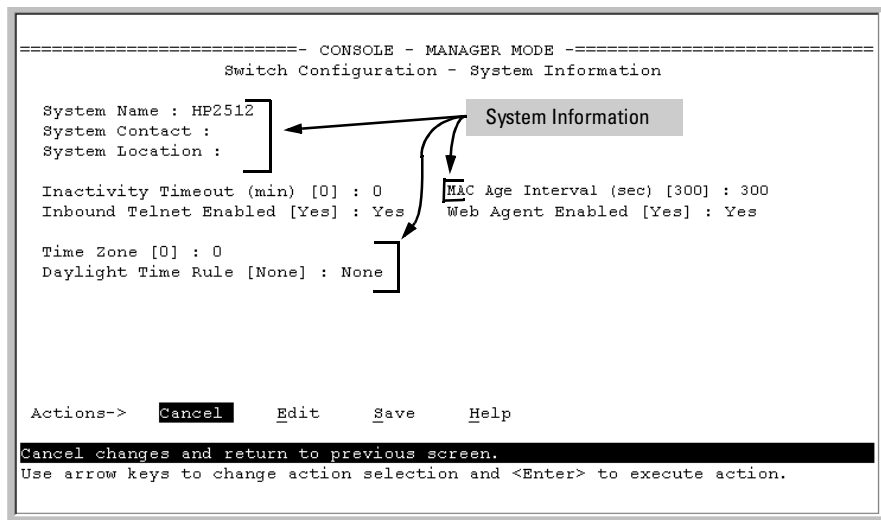 ==========================- CONSOLE - MANAGER MODE -============================
Switch Configuration - System Information
System Name : HP2512
System Contact :
System Location :
System Information
Inactivity Timeout (min) [0] : 0 MAC Age Interval (sec) [300] : 300
Inbound Telnet Enabled [Yes] : Yes Web Agent Enabled [Yes] : Yes
Time Zone [0] : 0
Daylight Time Rule [None] : None
Actions-> Cancel Edit Save Help
Cancel changes and return to previous screen.
Use arrow keys to change action selection and <Enter> to execute action.